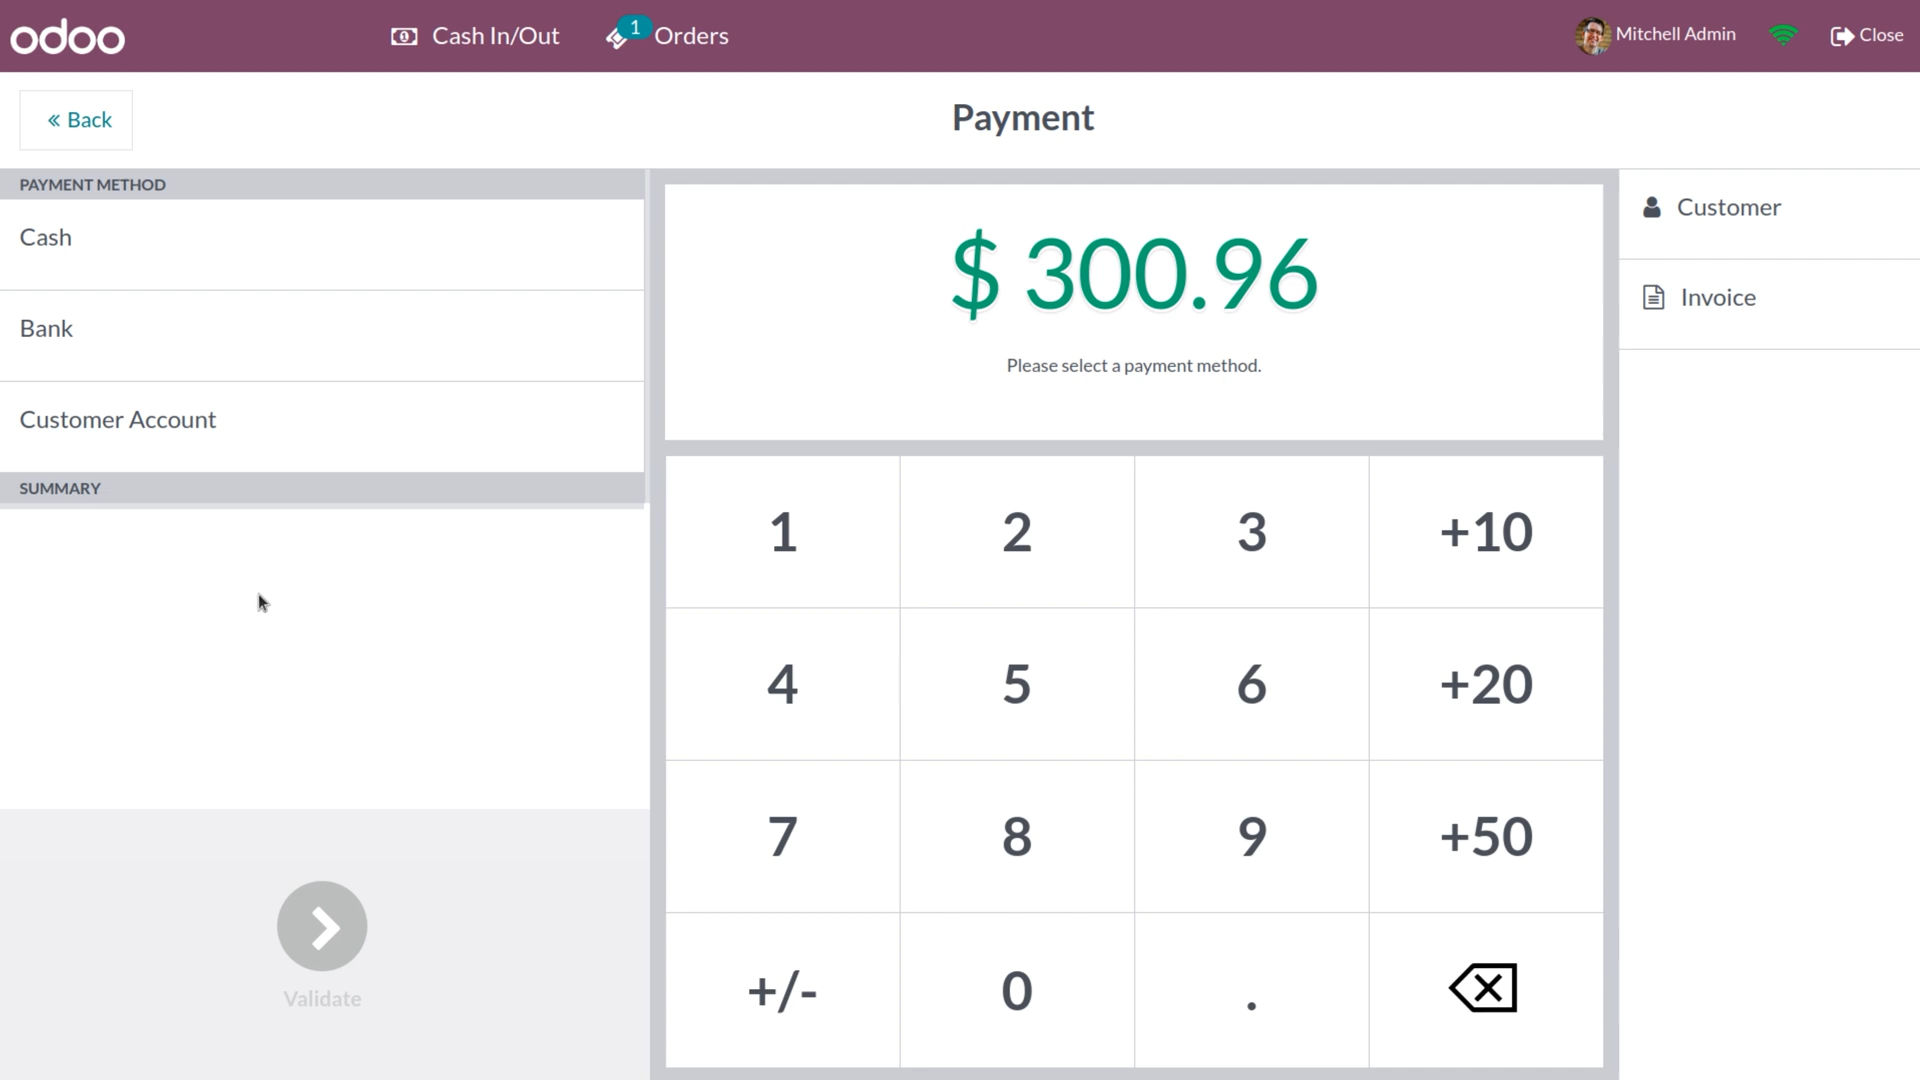 odoo
Cash In/Out
1
Orders
Mitchell Admin
Close
« Back
Payment
PAYMENT METHOD
Cash
Bank
Customer Account
SUMMARY
Validate
$ 300.96
Please select a payment method.
1 2 3 +10
4 5 6 +20
7 8 9 +50
+/- 0 .
Customer
Invoice